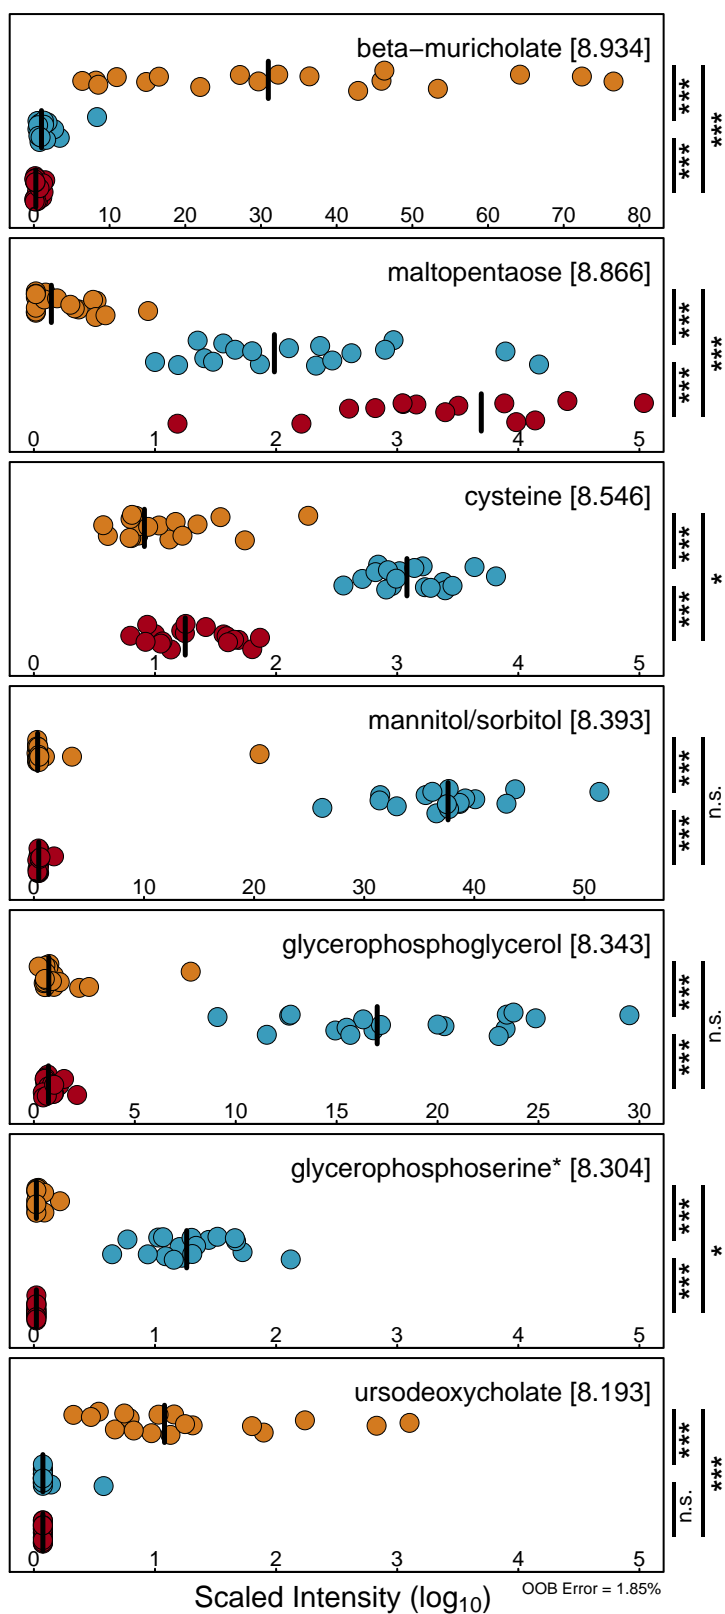 beta−muricholate [8.934]
***
***
***
0 10 20 30 40 50 60 70 80
maltopentaose [8.866]
***
***
***
0 1 2 3 4 5
cysteine [8.546]
***
***
*
0 1 2 3 4 5
mannitol/sorbitol [8.393]
***
***
n.s.
0 10 20 30 40 50
glycerophosphoglycerol [8.343]
***
***
n.s.
0 5 10 15 20 25 30
glycerophosphoserine* [8.304]
***
***
*
0 1 2 3 4 5
ursodeoxycholate [8.193]
***
n.s.
***
0 1 2 3 4 5
Scaled Intensity (log₁₀)
OOB Error = 1.85%